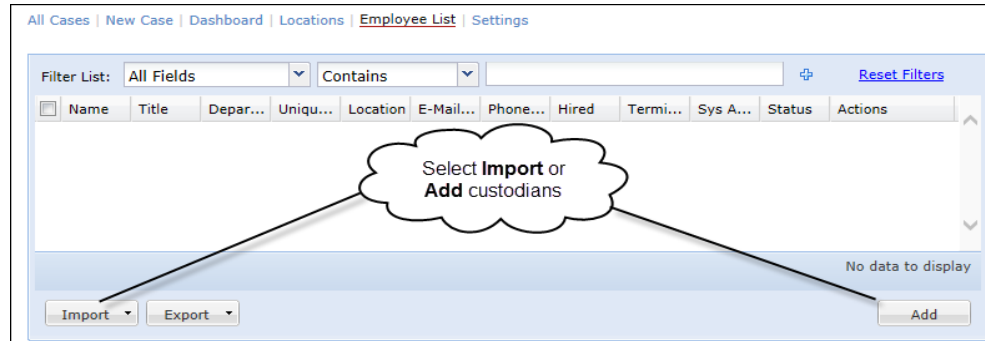 All Cases | New Case | Dashboard | Locations | Employee List | Settings
Filter List: All Fields Contains Reset Filters
Name Title Depar... Uniqu... Location E-Mail... Phone... Hired Termi... Sys A... Status Actions
Select Import or
Add custodians
No data to display
Import Export Add